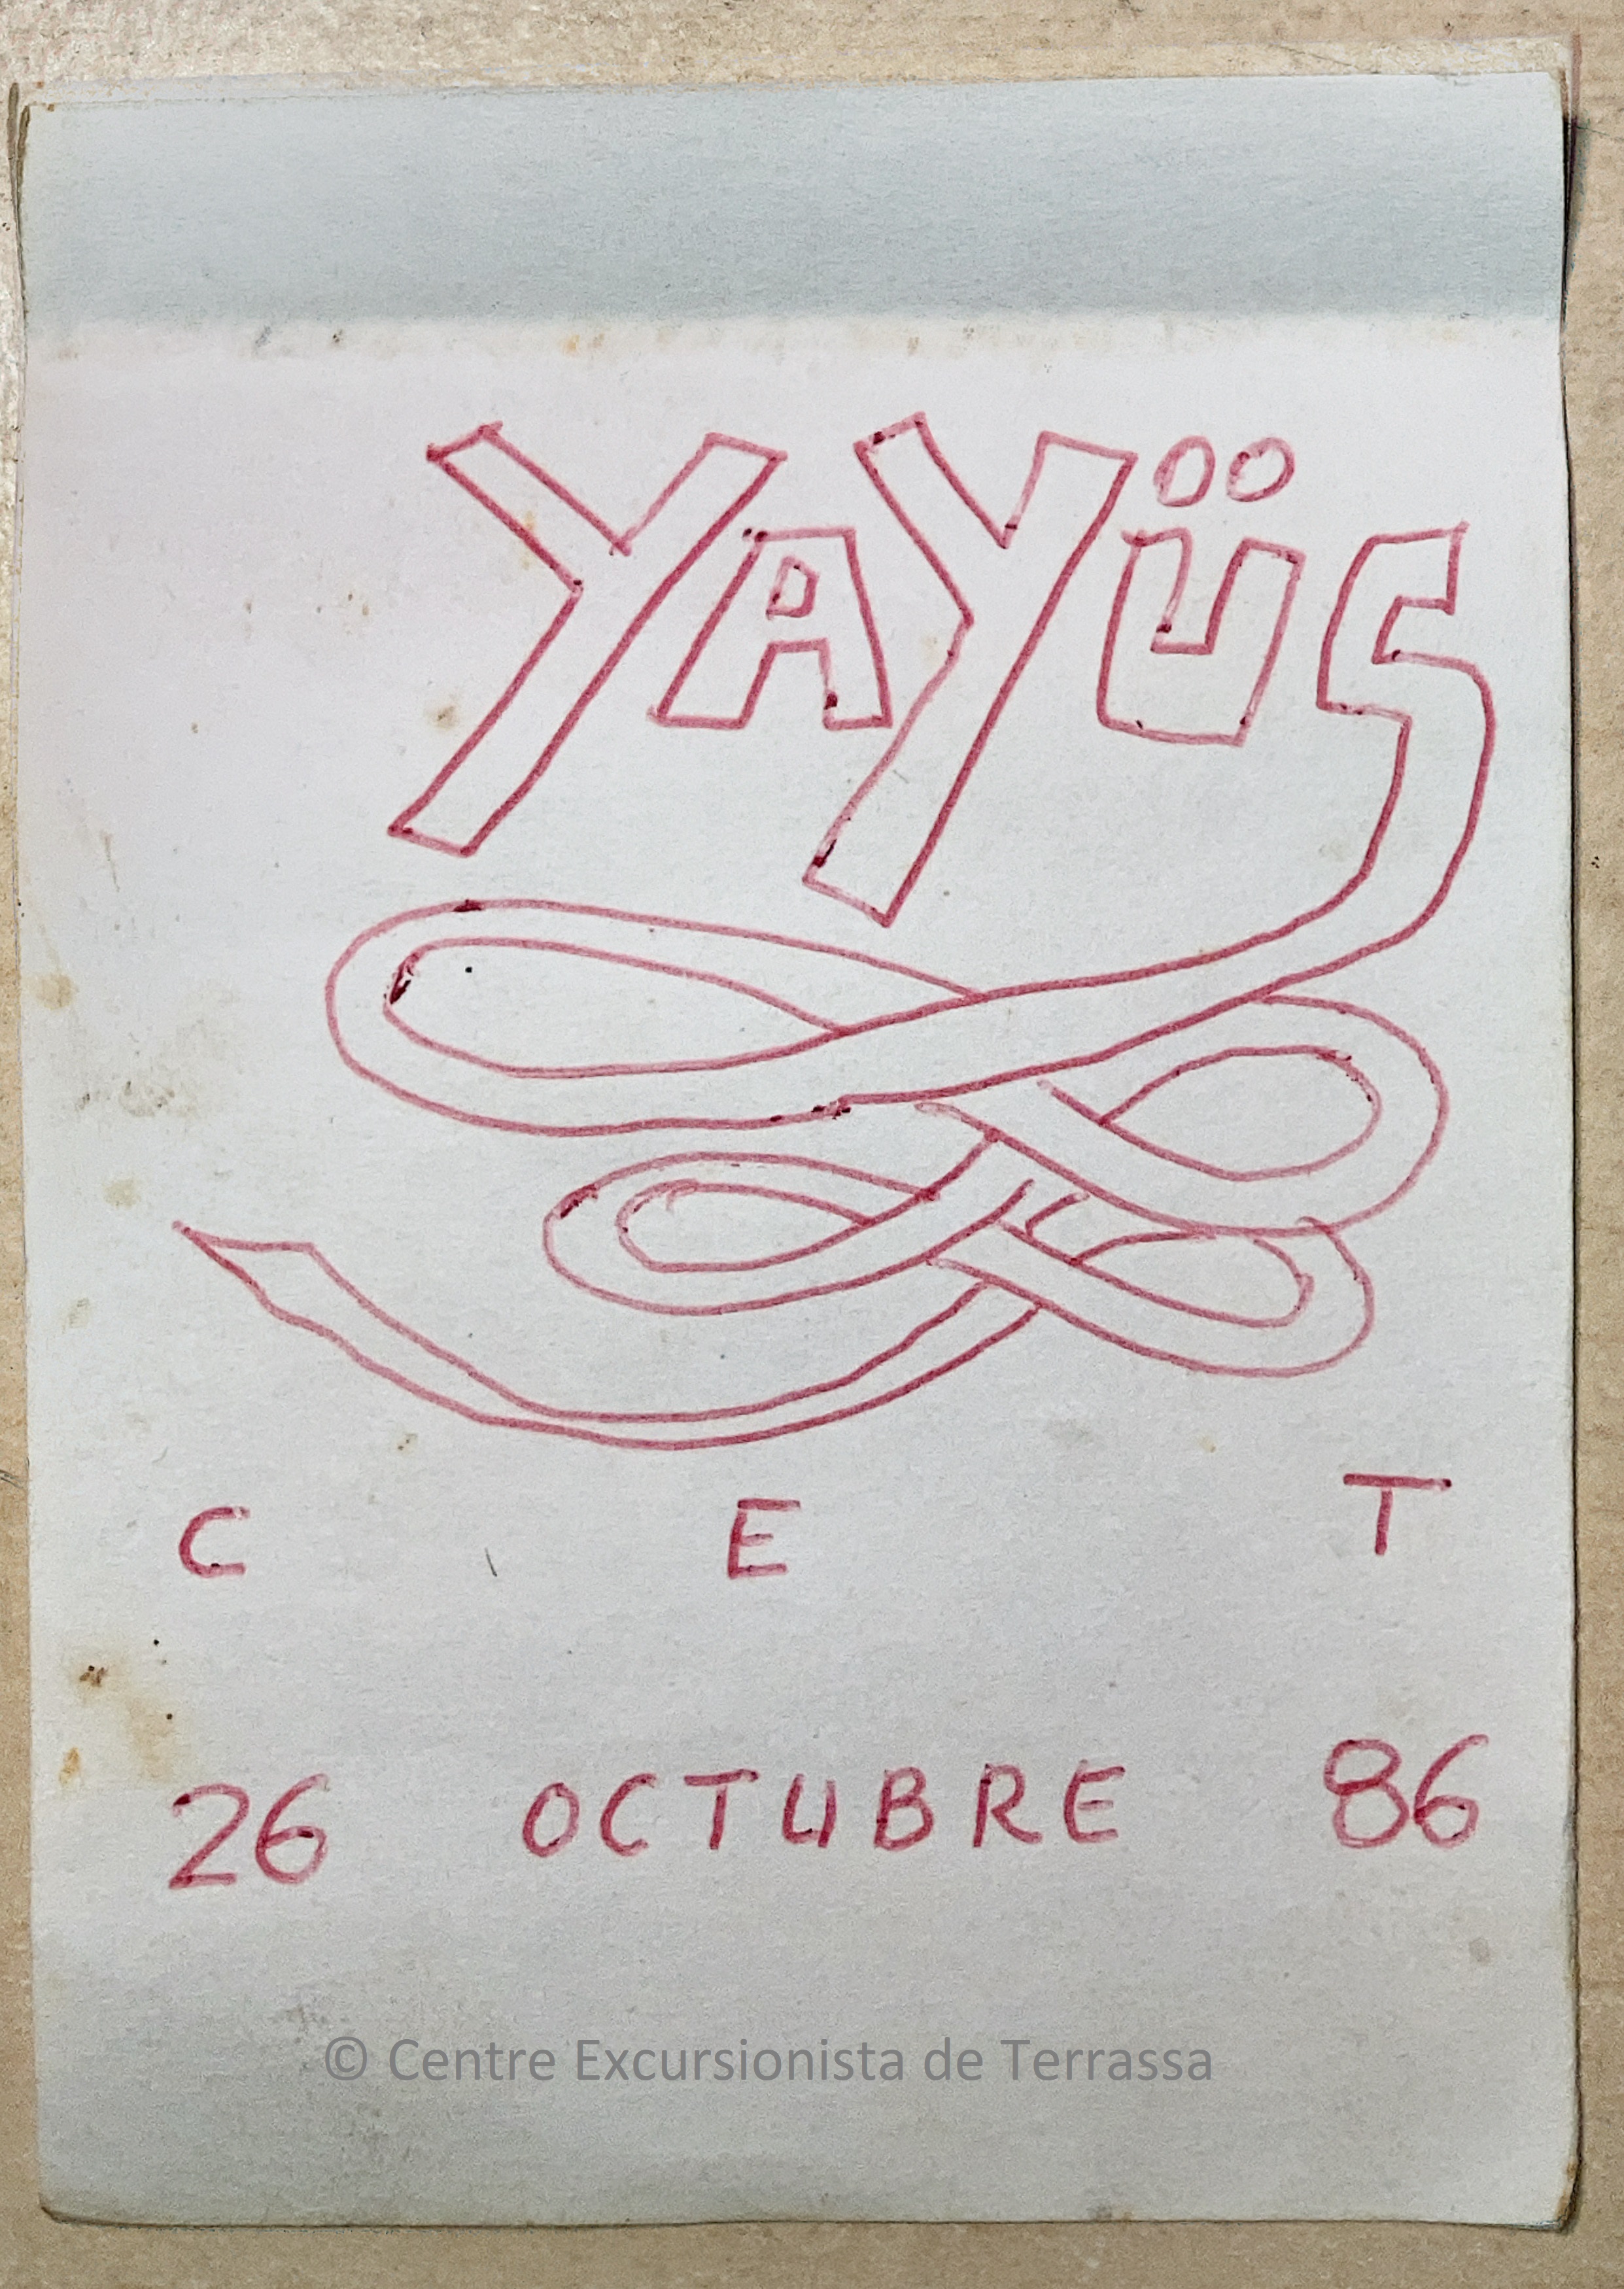 YAYüS
C E T
26 OCTUBRE 86
© Centre Excursionista de Terrassa